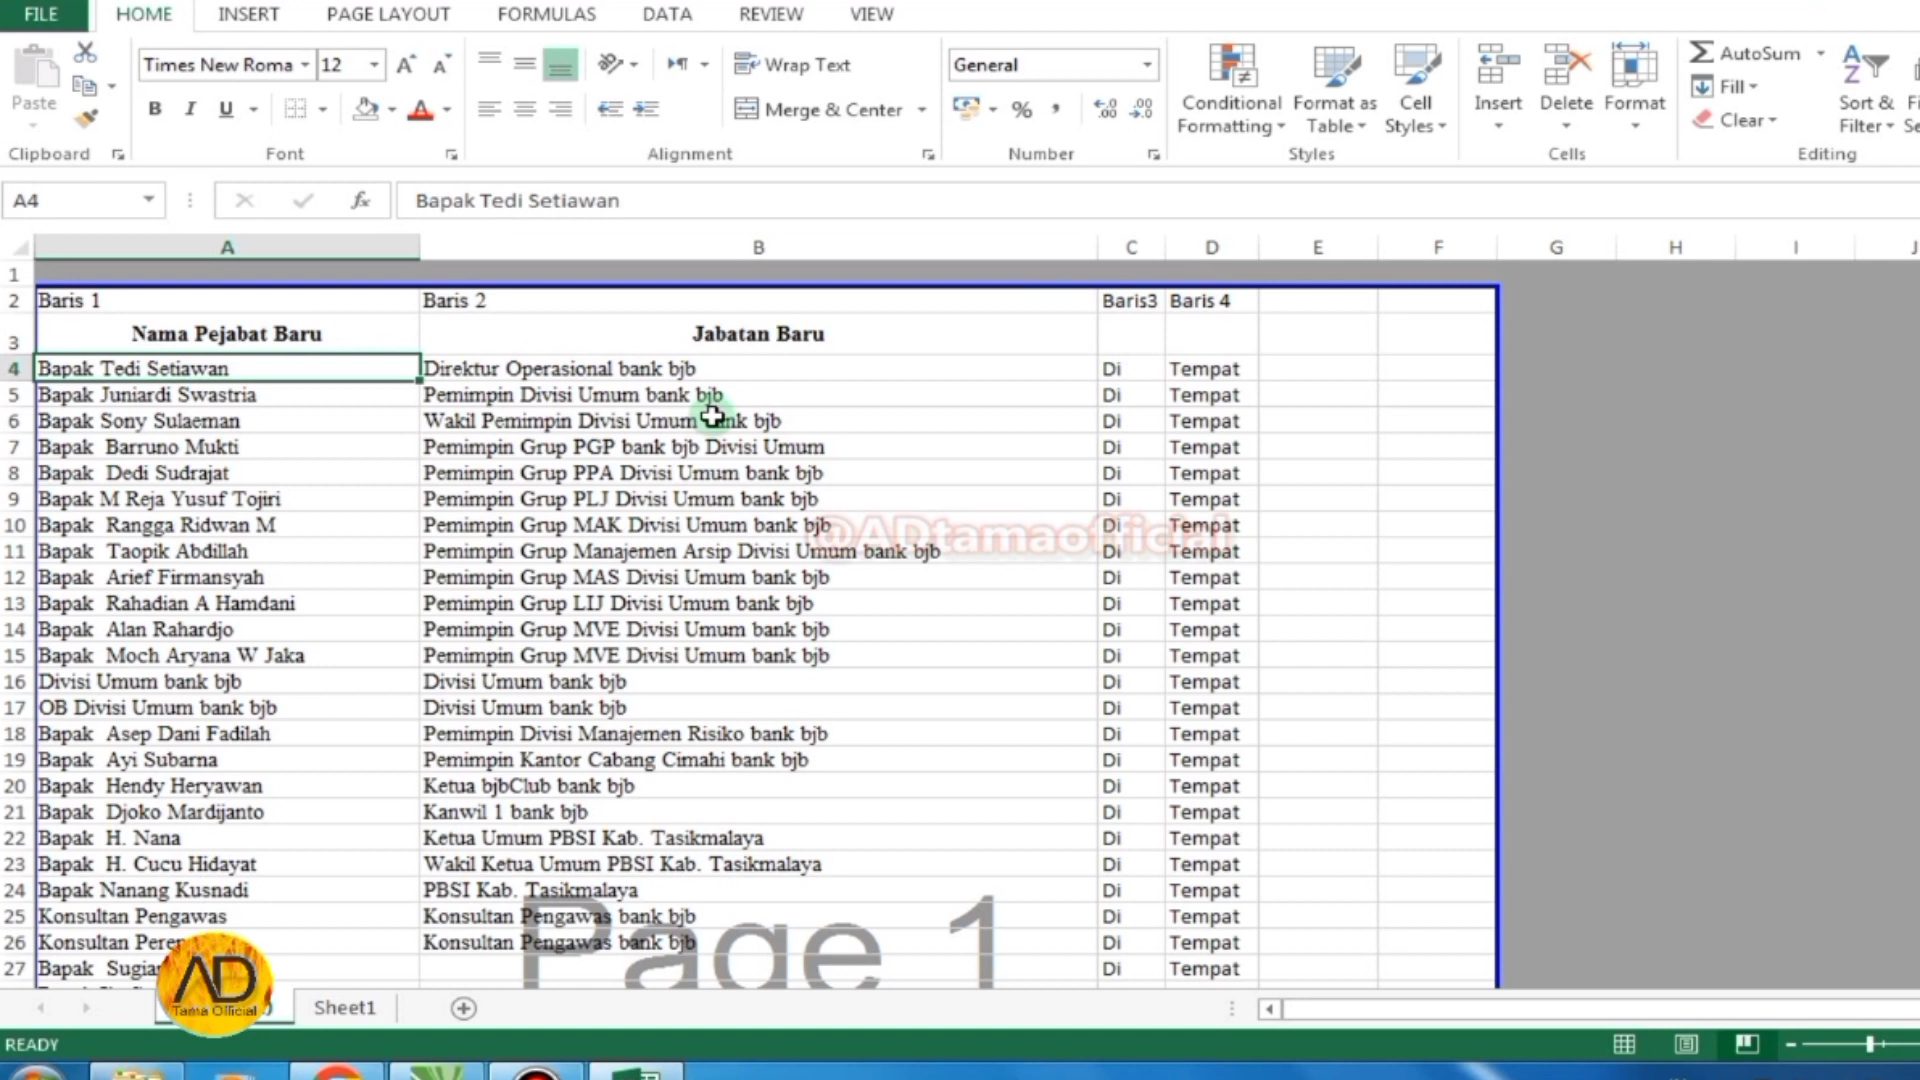 FILE HOME INSERT PAGE LAYOUT FORMULAS DATA REVIEW VIEW
Times New Roma 12 Wrap Text General AutoSum
Paste B I U Merge & Center % Conditional Formatting Format as Table Cell Styles Insert Delete Format Fill Clear Sort & Filter
Clipboard Font Alignment Number Styles Cells Editing
A4 fx Bapak Tedi Setiawan
A B C D E F G H I J
1
2 Baris 1 Baris 2 Baris3 Baris 4
3 Nama Pejabat Baru Jabatan Baru
4 Bapak Tedi Setiawan Direktur Operasional bank bjb Di Tempat
5 Bapak Juniardi Swastria Pemimpin Divisi Umum bank bjb Di Tempat
6 Bapak Sony Sulaeman Wakil Pemimpin Divisi Umum bank bjb Di Tempat
7 Bapak Barruno Mukti Pemimpin Grup PGP bank bjb Divisi Umum Di Tempat
8 Bapak Dedi Sudrajat Pemimpin Grup PPA Divisi Umum bank bjb Di Tempat
9 Bapak M Reja Yusuf Tojiri Pemimpin Grup PLJ Divisi Umum bank bjb Di Tempat
10 Bapak Rangga Ridwan M Pemimpin Grup MAK Divisi Umum bank bjb Di Tempat
@ADtamaofficial
11 Bapak Taopik Abdillah Pemimpin Grup Manajemen Arsip Divisi Umum bank bjb Di Tempat
12 Bapak Arief Firmansyah Pemimpin Grup MAS Divisi Umum bank bjb Di Tempat
13 Bapak Rahadian A Hamdani Pemimpin Grup LIJ Divisi Umum bank bjb Di Tempat
14 Bapak Alan Rahardjo Pemimpin Grup MVE Divisi Umum bank bjb Di Tempat
15 Bapak Moch Aryana W Jaka Pemimpin Grup MVE Divisi Umum bank bjb Di Tempat
16 Divisi Umum bank bjb Divisi Umum bank bjb Di Tempat
17 OB Divisi Umum bank bjb Divisi Umum bank bjb Di Tempat
18 Bapak Asep Dani Fadilah Pemimpin Divisi Manajemen Risiko bank bjb Di Tempat
19 Bapak Ayi Subarna Pemimpin Kantor Cabang Cimahi bank bjb Di Tempat
20 Bapak Hendy Heryawan Ketua bjbClub bank bjb Di Tempat
21 Bapak Djoko Mardijanto Kanwil 1 bank bjb Di Tempat
22 Bapak H. Nana Ketua Umum PBSI Kab. Tasikmalaya Di Tempat
23 Bapak H. Cucu Hidayat Wakil Ketua Umum PBSI Kab. Tasikmalaya Di Tempat
24 Bapak Nanang Kusnadi PBSI Kab. Tasikmalaya Di Tempat
25 Konsultan Pengawas Konsultan Pengawas bank bjb Di Tempat
26 Konsultan Konsultan Pengawas bank bjb Di Tempat
Page 1
27 Bapak Di Tempat
AD
Tama Official
Sheet1
READY